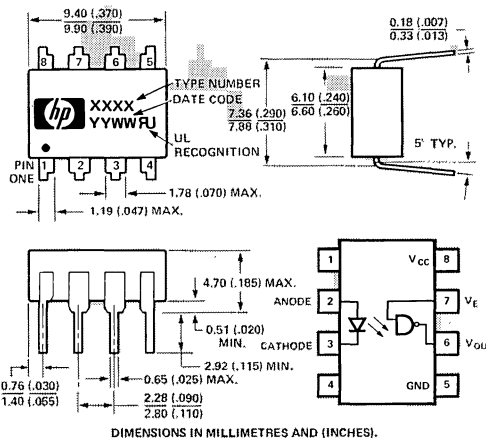 9.40 (.370)
9.90 (.390)
8 7 6 5
hp
XXXX
YYWW RU
TYPE NUMBER
DATE CODE
UL
RECOGNITION
PIN
ONE
1 2 3 4
1.78 (.070) MAX.
1.19 (.047) MAX.
0.18 (.007)
0.33 (.013)
7.36 (.290)
7.88 (.310)
6.10 (.240)
6.60 (.260)
5' TYP.
4.70 (.185) MAX.
0.51 (.020)
MIN.
2.92 (.115) MIN.
0.76 (.030)
1.40 (.055)
0.65 (.025) MAX.
2.28 (.090)
2.80 (.110)
1 VCC 8
ANODE 2 7 VE
CATHODE 3 6 VOU
4 GND 5
DIMENSIONS IN MILLIMETRES AND (INCHES).